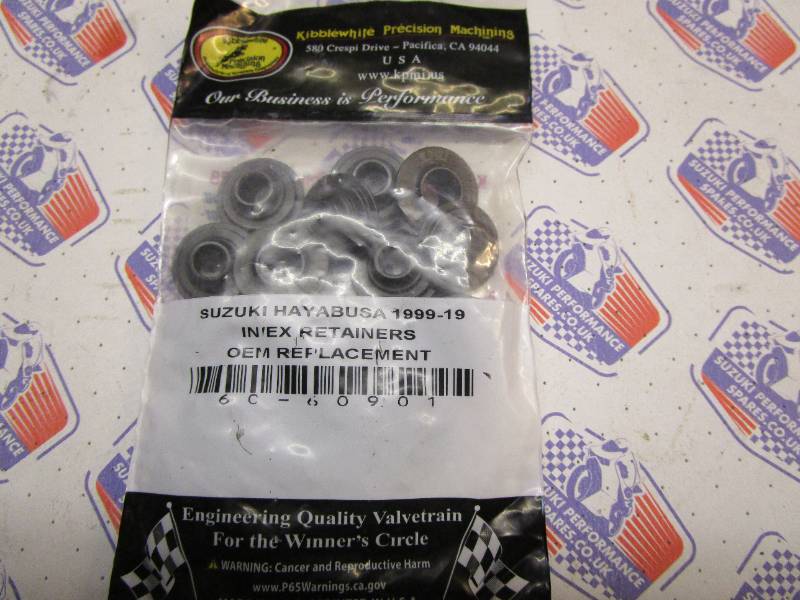 Kibblewhite Precision Machining
580 Crespi Drive – Pacifica, CA 94044
U S A
www.kpmi.us
Our Business is Performance
SUZUKI HAYABUSA 1999-19
IN/EX RETAINERS
OEM REPLACEMENT
60-60901
Engineering Quality Valvetrain
For the Winner's Circle
WARNING: Cancer and Reproductive Harm
www.P65Warnings.ca.gov
SUZUKI PERFORMANCE
SPARES.CO.UK